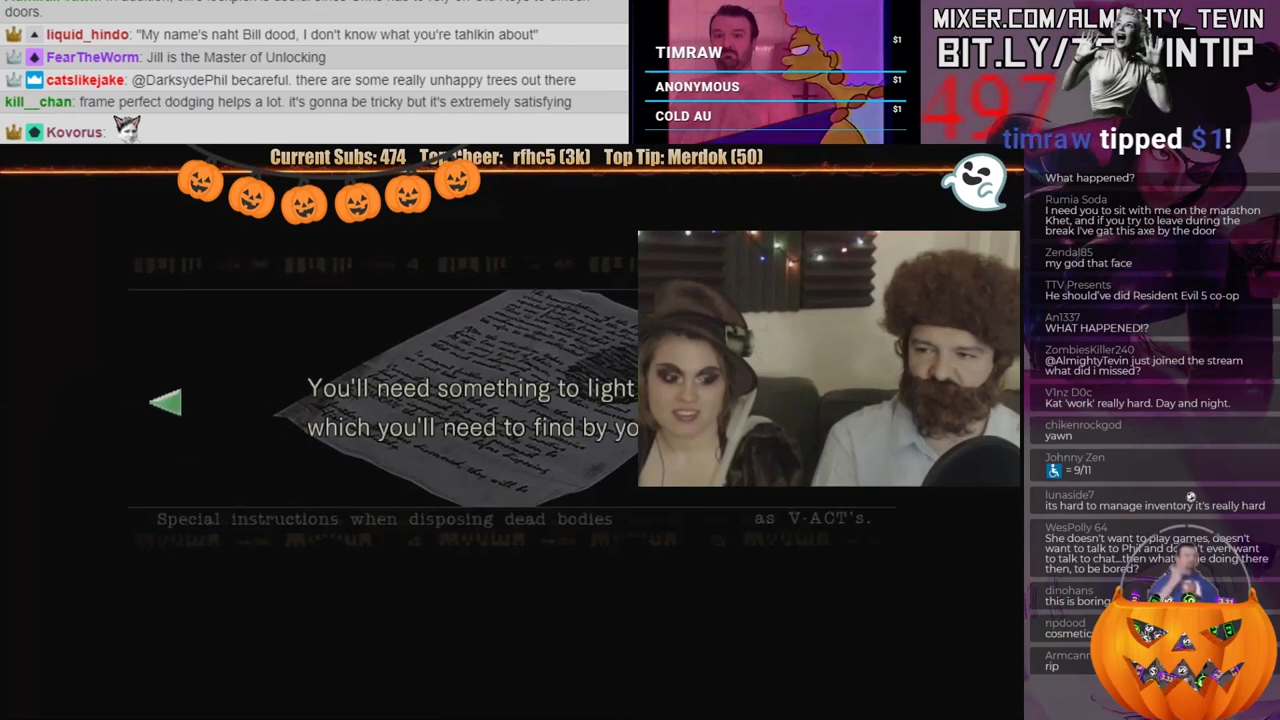 doors.
liquid_hindo: "My name's naht Bill dood, I don't know what you're tahlkin about"
FearTheWorm: Jill is the Master of Unlocking
catslikejake: @DarksydePhil becareful. there are some really unhapy trees out there
kill__chan: frame perfect dodging helps a lot. it's gonna be tricky but it's extremely satisfying
Kovorus:
TIMRAW
$1
ANONYMOUS
$1
COLD AU
$1
MIXER.COM/ALMIGHTY_TEVIN
497
timraw tipped $1!
Current Subs: 474 Top Cheer: rfhc5 (3k) Top Tip: Merdok (50)
You'll need something to light
which you'll need to find by yo
Special instructions when disposing dead bodies as V-ACT's.
What happened?
Rumia Soda
I need you to sit with me on the marathon
Khet, and if you try to leave during the
break I've gat this axe by the door
Zendal85
my god that face
TTV Presents
He should've did Resident Evil 5 co-op
An1337
WHAT HAPPENED!?
ZombiesKiller240
@AlmightyTevin just joined the stream
what did i missed?
V1nz D0c
Kat 'work' really hard. Day and night.
chikenrockgod
yawn
Johnny Zen
= 9/11
lunaside7
its hard to manage inventory it's really hard
WesPolly 64
She doesn't want to play games, doesn't
want to talk to Phil and do t even want
to talk to chat...then what e doing there
then, to be bored?
dinohans
this is boring
npdood
cosmetic
Armcann
rip